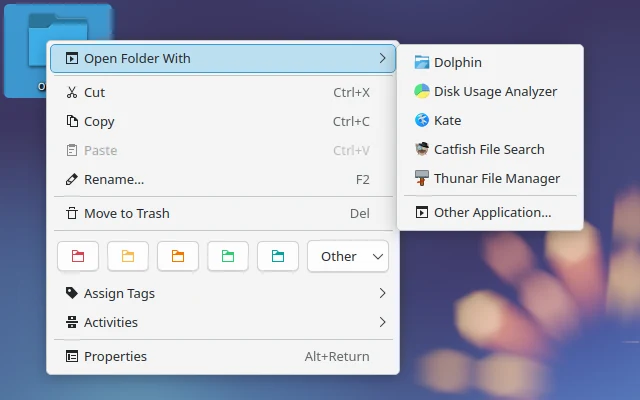 Open Folder With
Cut Ctrl+X
Copy Ctrl+C
Paste Ctrl+V
Rename... F2
Move to Trash Del
Other
Assign Tags
Activities
Properties Alt+Return
Dolphin
Disk Usage Analyzer
Kate
Catfish File Search
Thunar File Manager
Other Application...